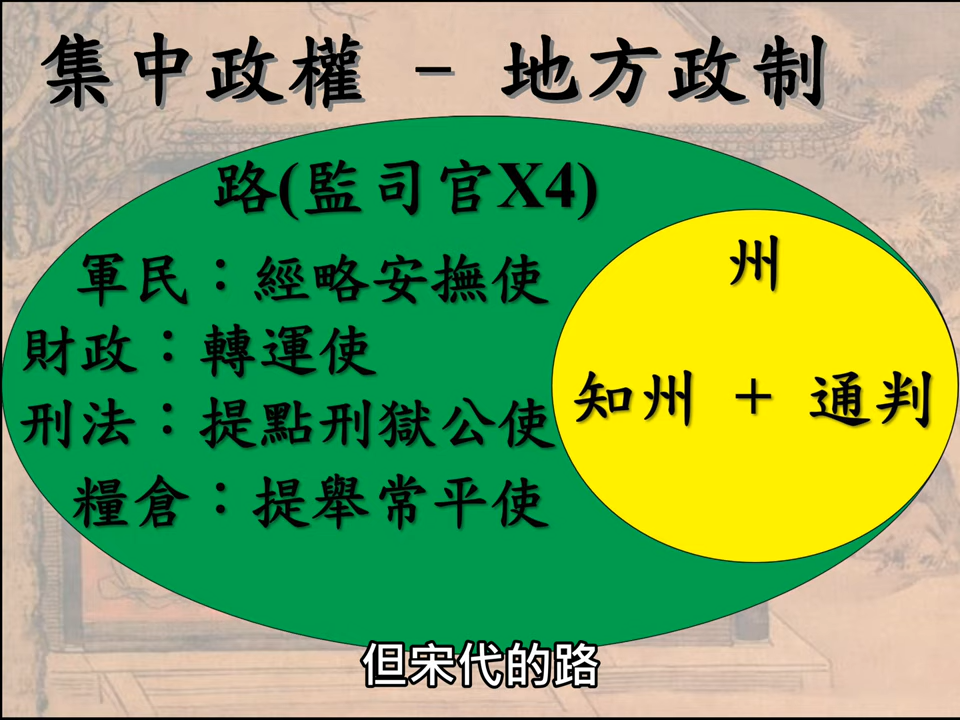 集中政權 - 地方政制
路(監司官X4)
軍民：經略安撫使
財政：轉運使
刑法：提點刑獄公使
糧倉：提舉常平使
州
知州 + 通判
但宋代的路